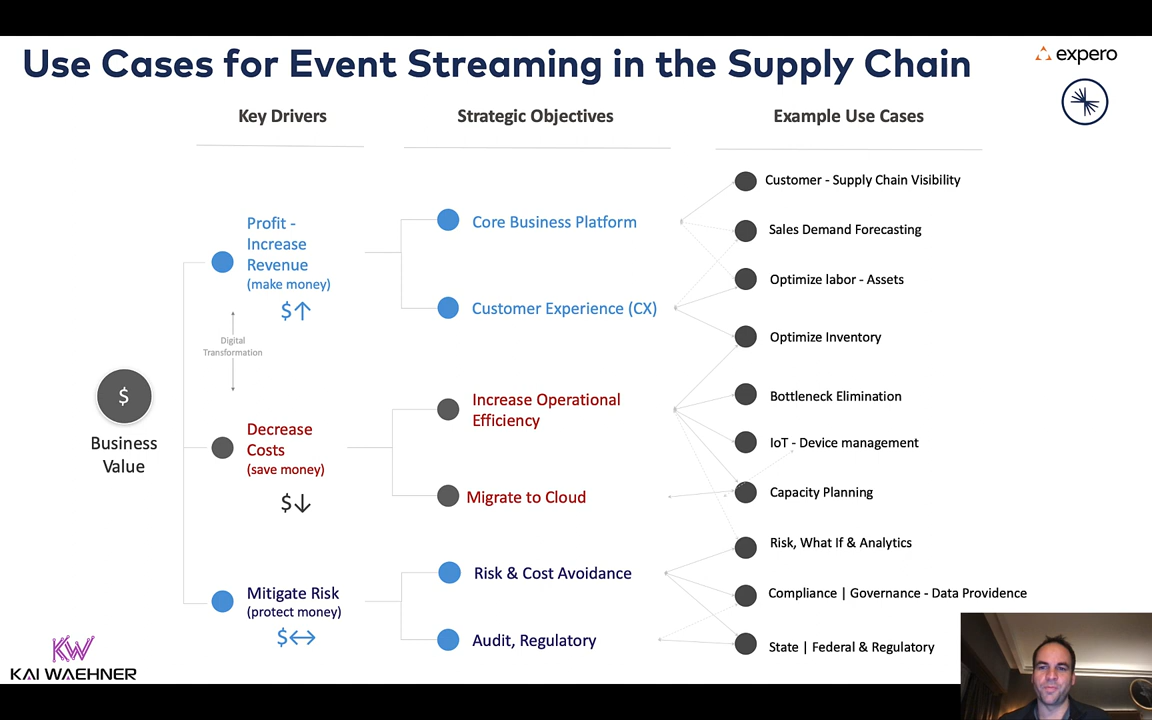 Use Cases for Event Streaming in the Supply Chain
expero
Key Drivers
Strategic Objectives
Example Use Cases
Business
Value
$
Profit -
Increase
Revenue
(make money)
$↑
Digital
Transformation
Decrease
Costs
(save money)
$↓
Mitigate Risk
(protect money)
$↔
Core Business Platform
Customer Experience (CX)
Increase Operational
Efficiency
Migrate to Cloud
Risk & Cost Avoidance
Audit, Regulatory
Customer - Supply Chain Visibility
Sales Demand Forecasting
Optimize labor - Assets
Optimize Inventory
Bottleneck Elimination
IoT - Device management
Capacity Planning
Risk, What If & Analytics
Compliance | Governance - Data Providence
State | Federal & Regulatory
KW
KAI WAEHNER